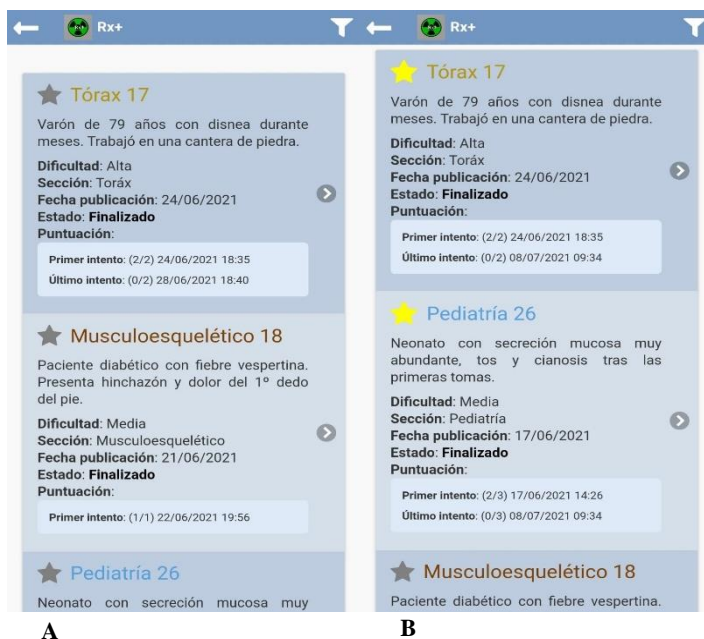 Rx+
Tórax 17
Varón de 79 años con disnea durante
meses. Trabajó en una cantera de piedra.
Dificultad: Alta
Sección: Toráx
Fecha publicación: 24/06/2021
Estado: Finalizado
Puntuación:
Primer intento: (2/2) 24/06/2021 18:35
Último intento: (0/2) 28/06/2021 18:40
Musculoesquelético 18
Paciente diabético con fiebre vespertina.
Presenta hinchazón y dolor del 1º dedo
del pie.
Dificultad: Media
Sección: Musculoesquelético
Fecha publicación: 21/06/2021
Estado: Finalizado
Puntuación:
Primer intento: (1/1) 22/06/2021 19:56
Pediatría 26
Neonato con secreción mucosa muy
A
Rx+
Tórax 17
Varón de 79 años con disnea durante
meses. Trabajó en una cantera de piedra.
Dificultad: Alta
Sección: Toráx
Fecha publicación: 24/06/2021
Estado: Finalizado
Puntuación:
Primer intento: (2/2) 24/06/2021 18:35
Último intento: (0/2) 08/07/2021 09:34
Pediatría 26
Neonato con secreción mucosa muy
abundante, tos y cianosis tras las
primeras tomas.
Dificultad: Media
Sección: Pediatría
Fecha publicación: 17/06/2021
Estado: Finalizado
Puntuación:
Primer intento: (2/3) 17/06/2021 14:26
Último intento: (0/3) 08/07/2021 09:34
Musculoesquelético 18
Paciente diabético con fiebre vespertina.
B